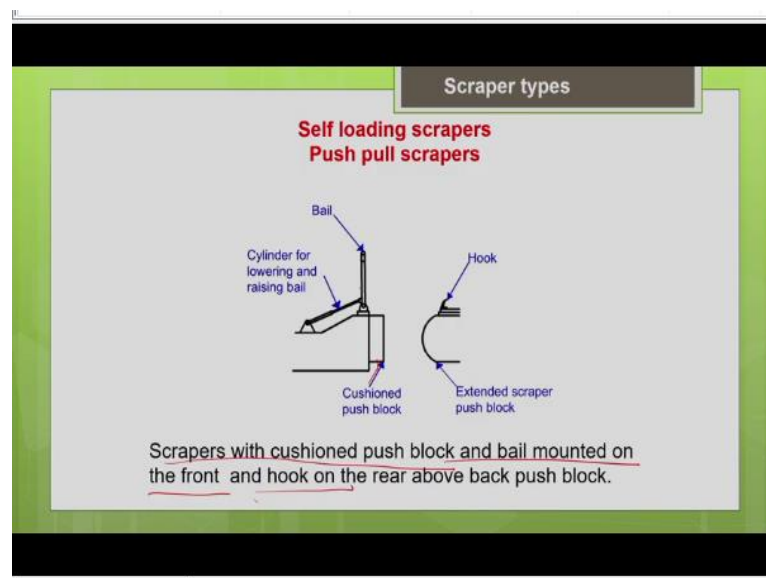 Scraper types
Self loading scrapers
Push pull scrapers
Bail
Cylinder for
lowering and
raising bail
Hook
Cushioned
push block
Extended scraper
push block
Scrapers with cushioned push block and bail mounted on
the front and hook on the rear above back push block.